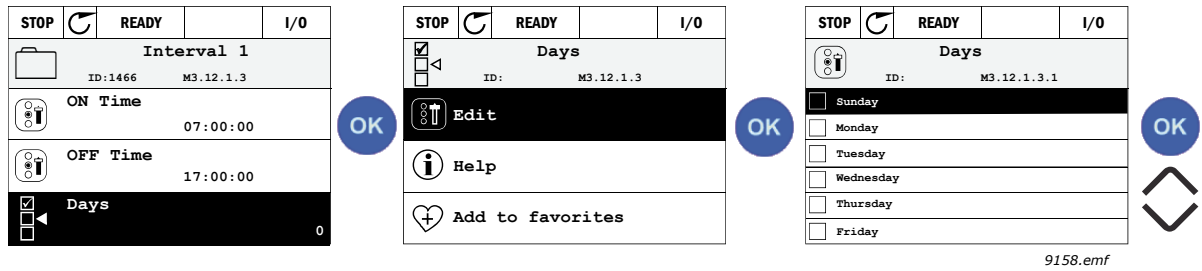 STOP READY I/O
Interval 1
ID:1466 M3.12.1.3
ON Time
07:00:00
OFF Time
17:00:00
Days
0
OK
STOP READY I/O
Days
ID: M3.12.1.3
Edit
Help
Add to favorites
OK
STOP READY I/O
Days
ID: M3.12.1.3.1
Sunday
Monday
Tuesday
Wednesday
Thursday
Friday
OK
9158.emf